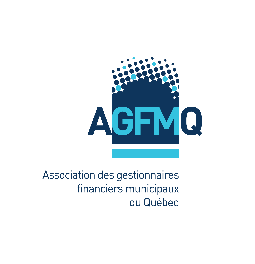 AGFMQ
Association des gestionnaires
financiers municipaux
du Québec